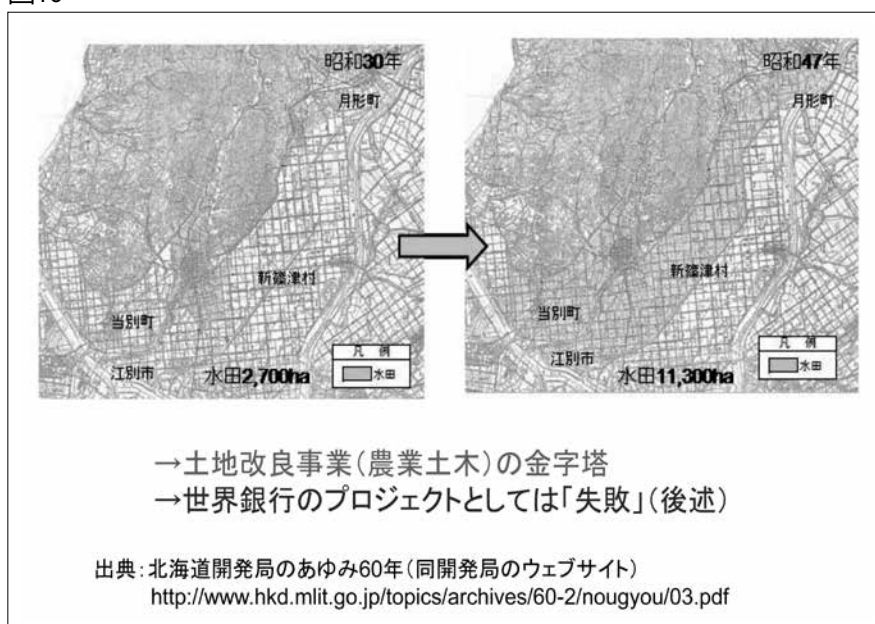 図10
昭和30年
月形町
新篠津村
当別町
江別市
凡 例
水田
水田2,700ha
昭和47年
月形町
新篠津村
当別町
江別市
凡 例
水田
水田11,300ha
→土地改良事業(農業土木)の金字塔
→世界銀行のプロジェクトとしては「失敗」(後述)
出典:北海道開発局のあゆみ60年(同開発局のウェブサイト)
http://www.hkd.mlit.go.jp/topics/archives/60-2/nougyou/03.pdf